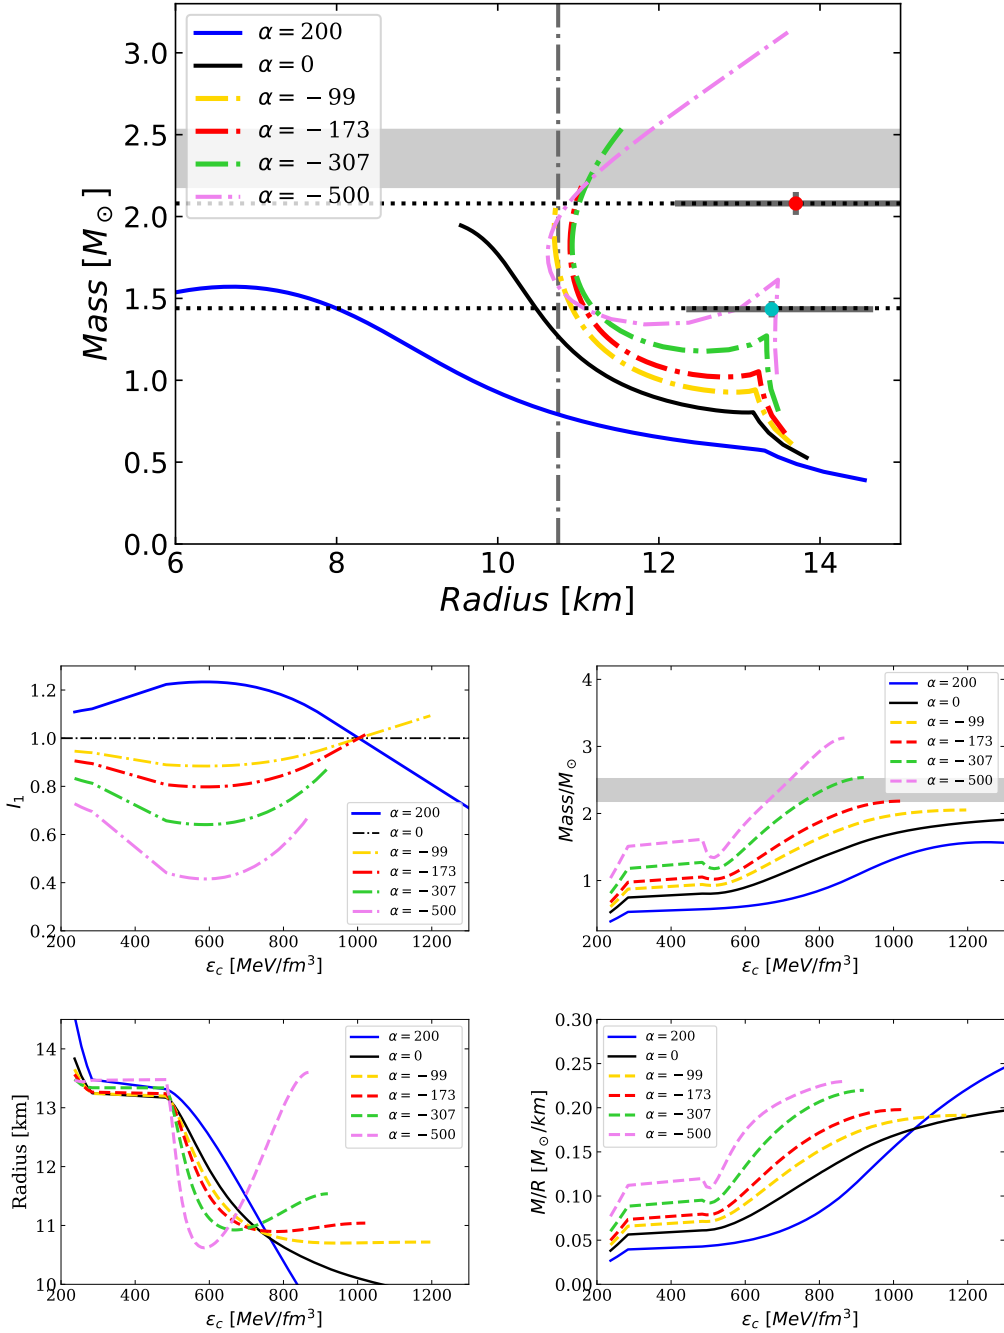 α = 200
α = 0
α = −99
α = −173
α = −307
α = −500
3.0
2.5
2.0
1.5
1.0
0.5
0.0
Mass [M⊙]
6 8 10 12 14
Radius [km]
1.2
1.0
0.8
0.6
0.4
0.2
I₁
α = 200
α = 0
α = −99
α = −173
α = −307
α = −500
200 400 600 800 1000 1200
εc [MeV/fm³]
4
3
2
1
Mass/M⊙
α = 200
α = 0
α = −99
α = −173
α = −307
α = −500
200 400 600 800 1000 1200
εc [MeV/fm³]
14
13
12
11
10
Radius [km]
α = 200
α = 0
α = −99
α = −173
α = −307
α = −500
200 400 600 800 1000 1200
εc [MeV/fm³]
0.30
0.25
0.20
0.15
0.10
0.05
0.00
M/R [M⊙/km]
α = 200
α = 0
α = −99
α = −173
α = −307
α = −500
200 400 600 800 1000 1200
εc [MeV/fm³]